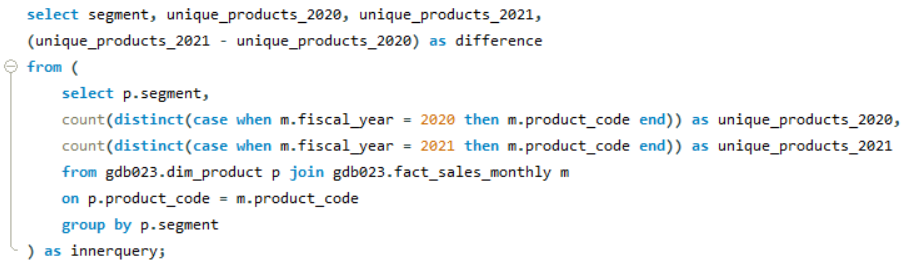 select segment, unique_products_2020, unique_products_2021,
(unique_products_2021 - unique_products_2020) as difference
from (
select p.segment,
count(distinct(case when m.fiscal_year = 2020 then m.product_code end)) as unique_products_2020,
count(distinct(case when m.fiscal_year = 2021 then m.product_code end)) as unique_products_2021
from gdb023.dim_product p join gdb023.fact_sales_monthly m
on p.product_code = m.product_code
group by p.segment
) as innerquery;